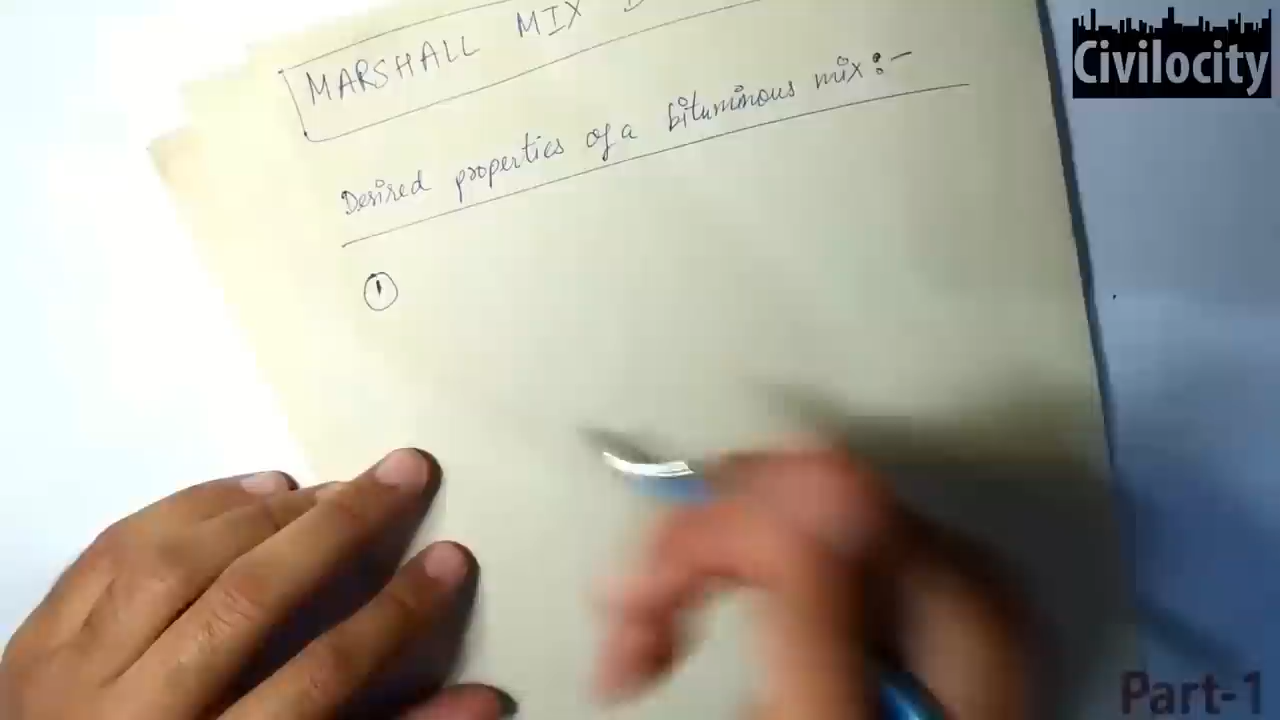 MARSHALL MIX
Desired properties of a bituminous mix:-
1
Civilocity
Part-1